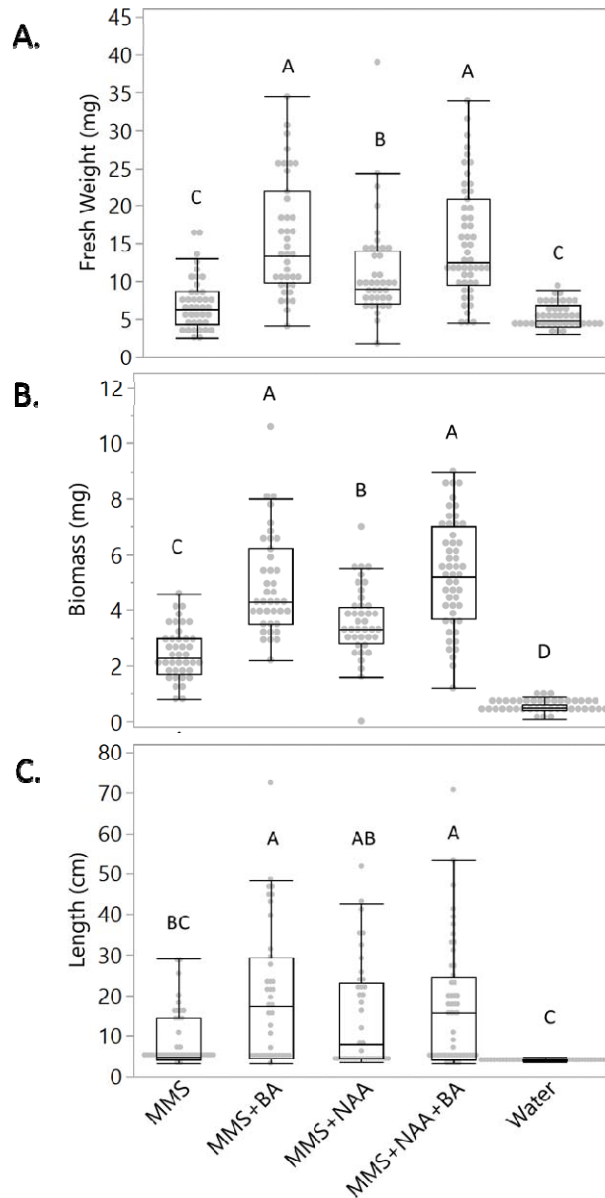 A.
Fresh Weight (mg)
45
40
35
30
25
20
15
10
5
0
C
A
B
A
C
B.
Biomass (mg)
12
10
8
6
4
2
0
C
A
B
A
D
C.
Length (cm)
80
70
60
50
40
30
20
10
0
BC
A
AB
A
C
MMS
MMS+BA
MMS+NAA
MMS+NAA+BA
Water